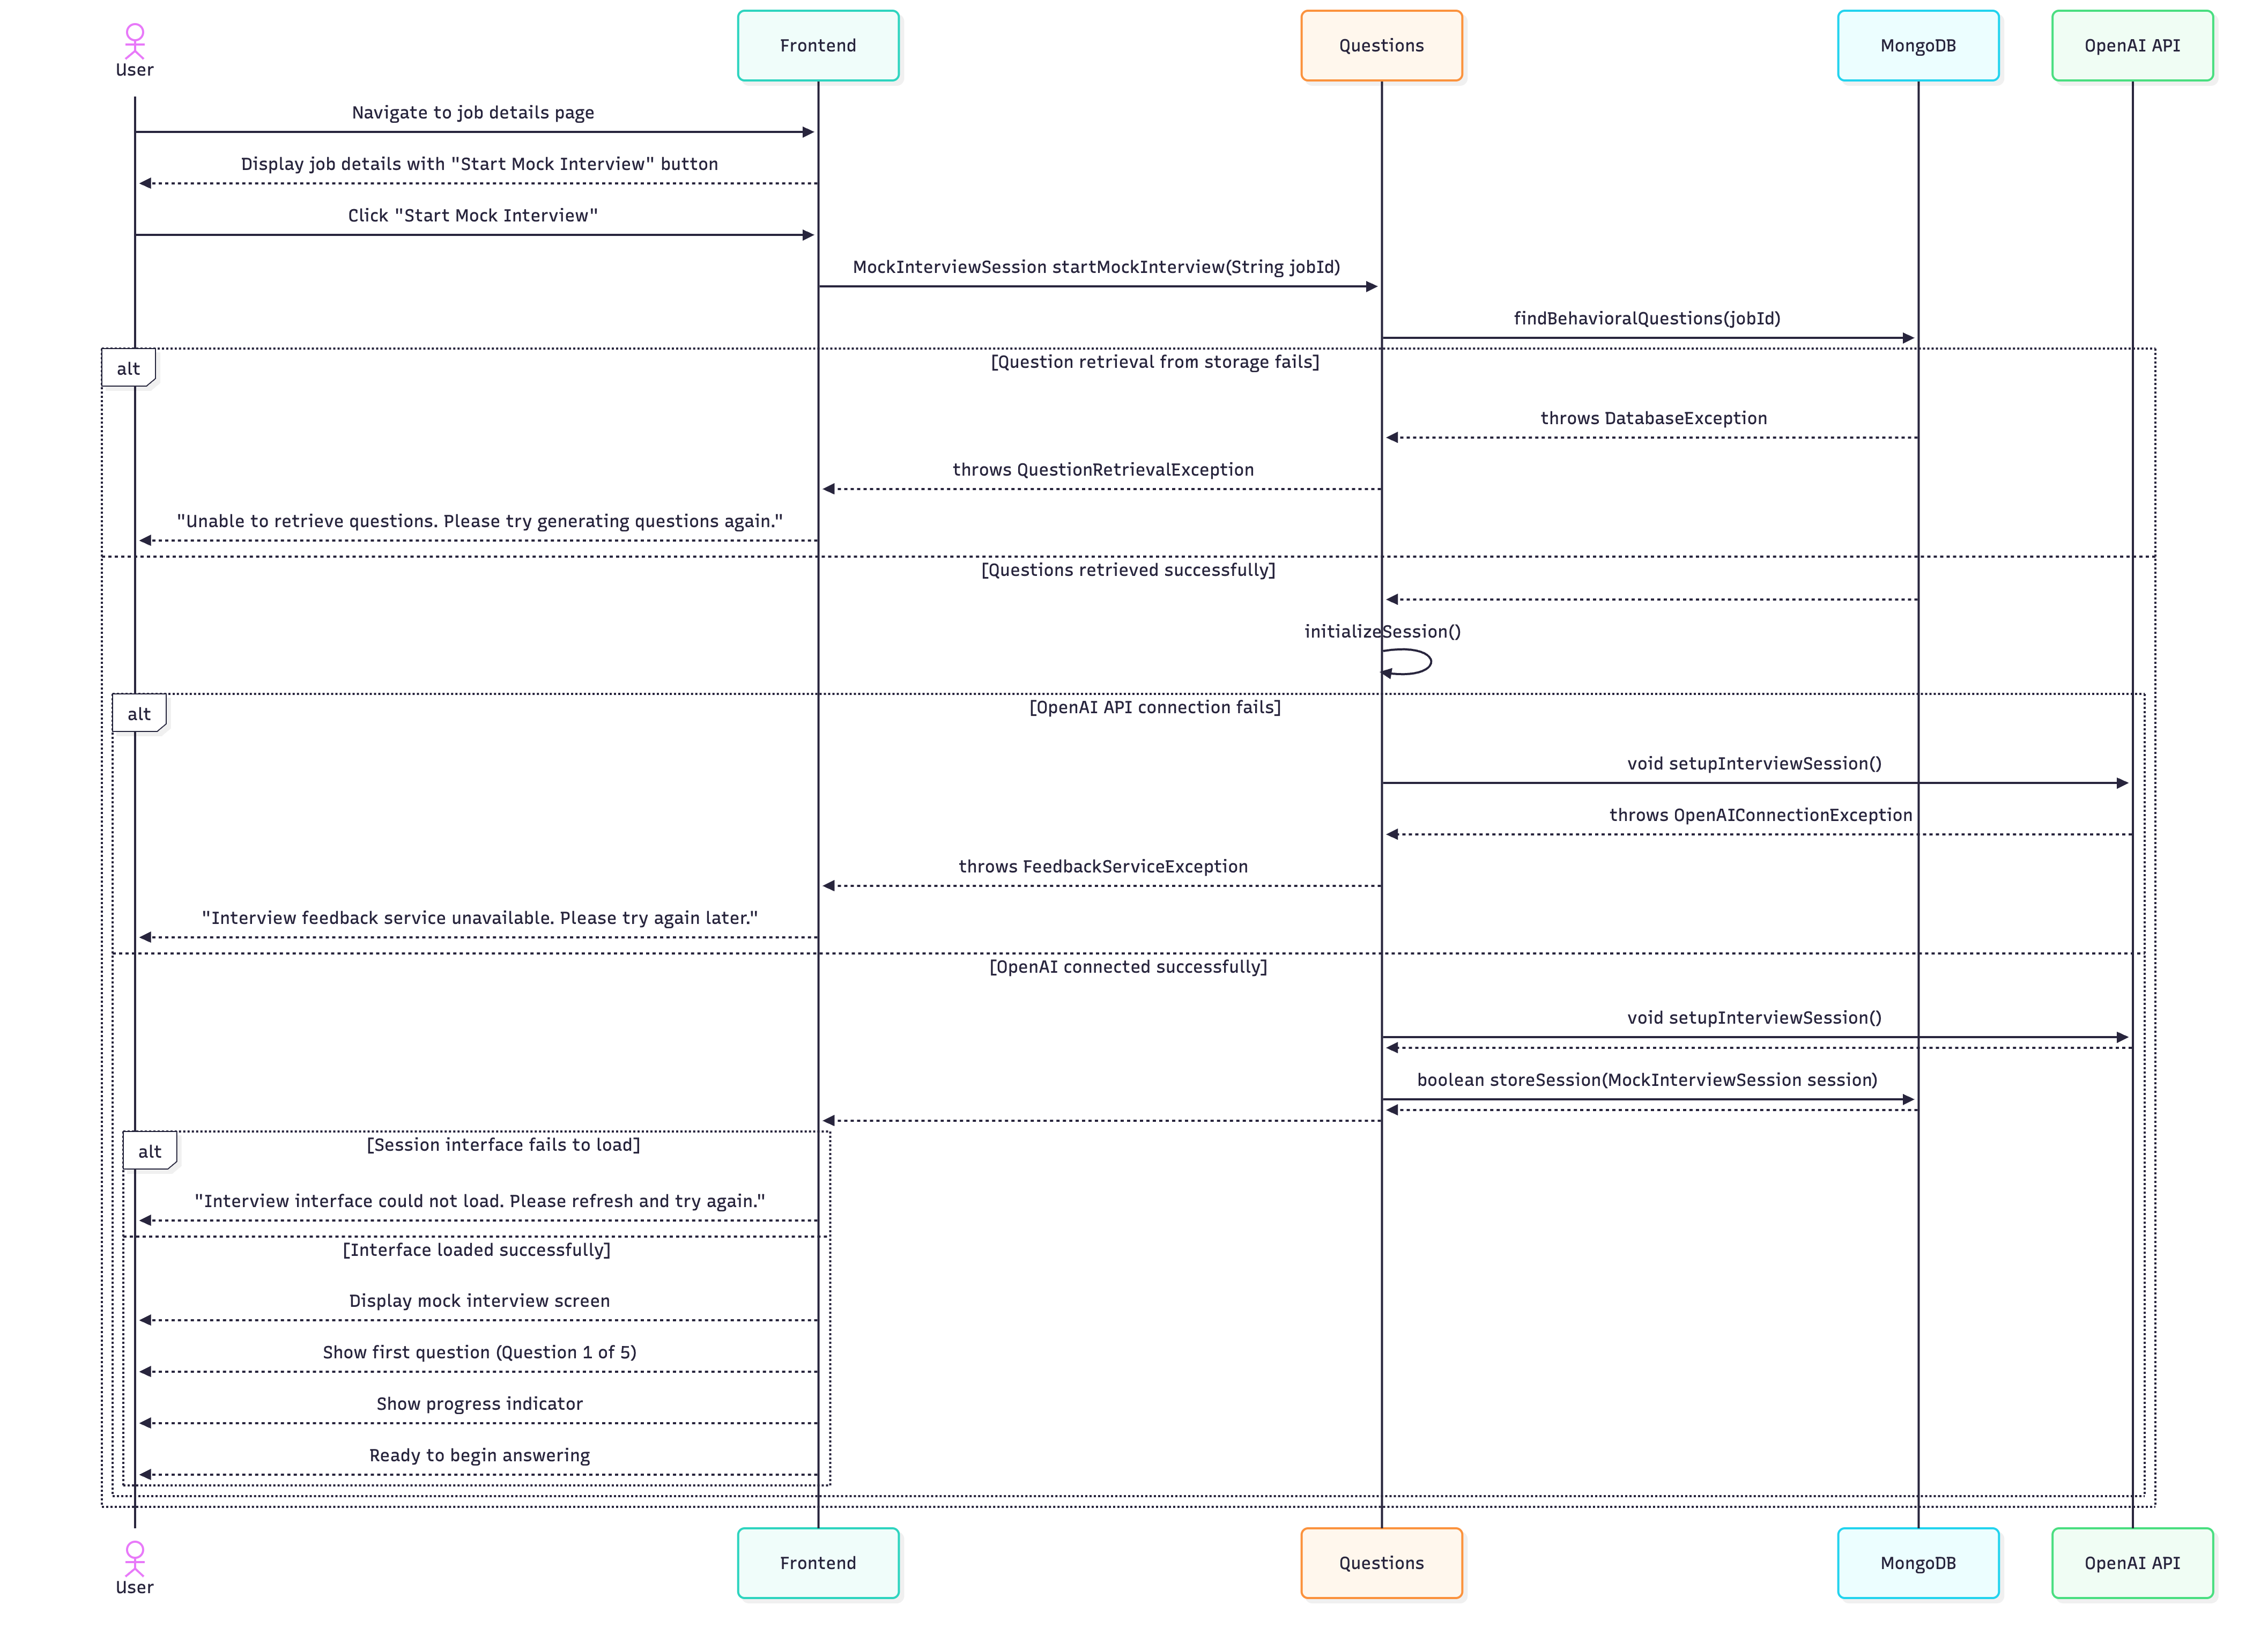 User
Frontend
Questions
MongoDB
OpenAI API
Navigate to job details page
Display job details with "Start Mock Interview" button
Click "Start Mock Interview"
MockInterviewSession startMockInterview(String jobId)
findBehavioralQuestions(jobId)
alt
[Question retrieval from storage fails]
throws DatabaseException
throws QuestionRetrievalException
"Unable to retrieve questions. Please try generating questions again."
[Questions retrieved successfully]
initializeSession()
alt
[OpenAI API connection fails]
void setupInterviewSession()
throws OpenAIConnectionException
throws FeedbackServiceException
"Interview feedback service unavailable. Please try again later."
[OpenAI connected successfully]
void setupInterviewSession()
boolean storeSession(MockInterviewSession session)
alt
[Session interface fails to load]
"Interview interface could not load. Please refresh and try again."
[Interface loaded successfully]
Display mock interview screen
Show first question (Question 1 of 5)
Show progress indicator
Ready to begin answering
User
Frontend
Questions
MongoDB
OpenAI API